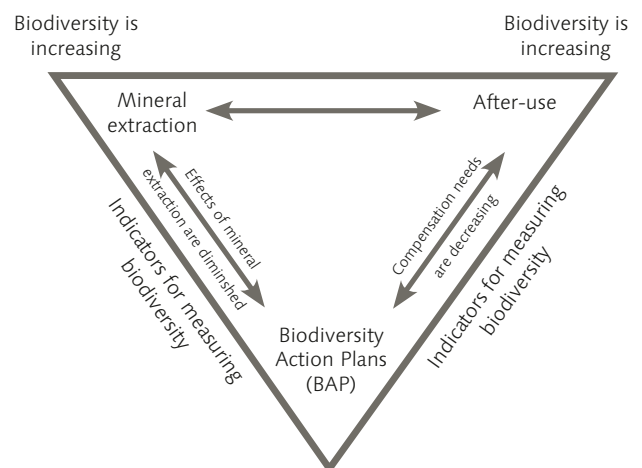 Biodiversity is
increasing
Biodiversity is
increasing
Mineral
extraction
After-use
Effects of mineral
extraction are diminished
Compensation needs
are decreasing
Indicators for measuring
biodiversity
Indicators for measuring
biodiversity
Biodiversity
Action Plans
(BAP)